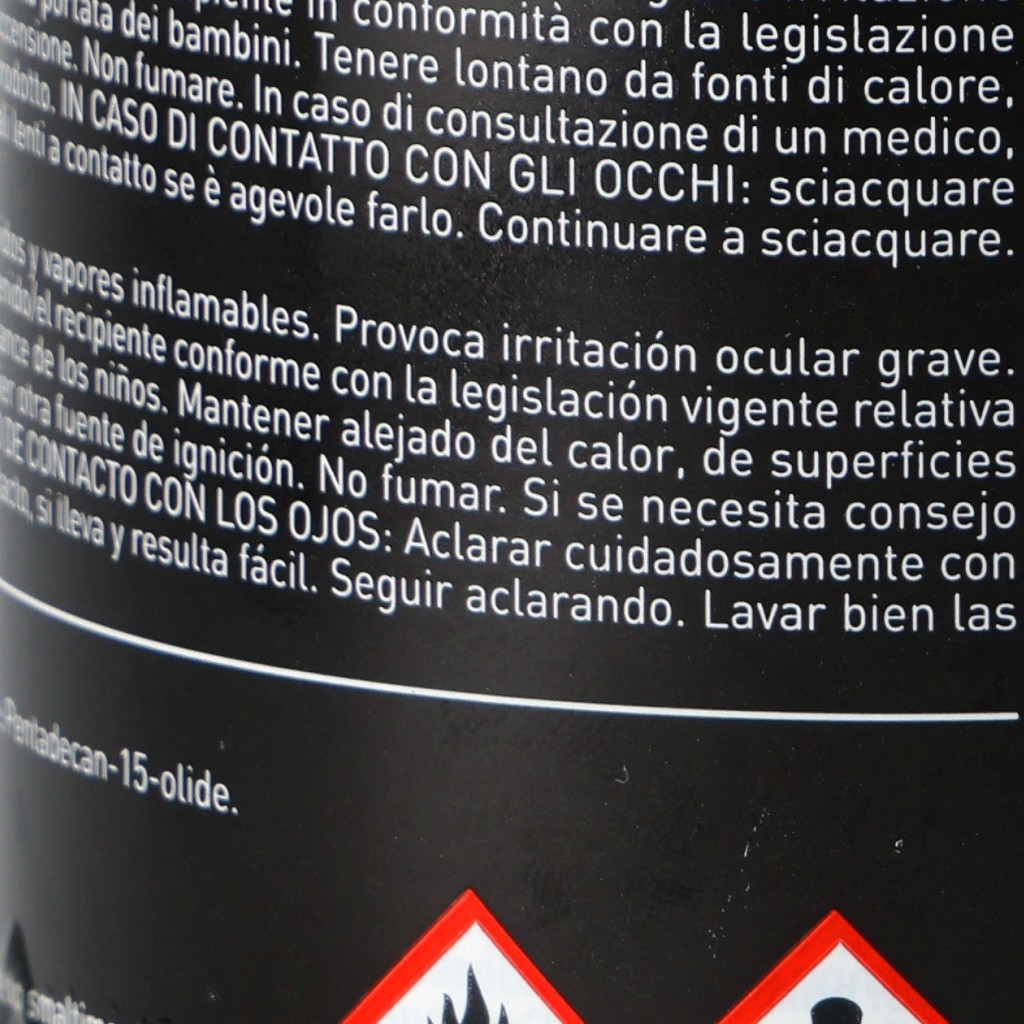 in conformità con la legislazione
portata dei bambini. Tenere lontano da fonti di calore,
Non fumare. In caso di consultazione di un medico,
IN CASO DI CONTATTO CON GLI OCCHI: sciacquare
lenti a contatto se è agevole farlo. Continuare a sciacquare.
y vapores inflamables. Provoca irritación ocular grave.
el recipiente conforme con la legislación vigente relativa
de los niños. Mantener alejado del calor, de superficies
otra fuente de ignición. No fumar. Si se necesita consejo
DE CONTACTO CON LOS OJOS: Aclarar cuidadosamente con
si lleva y resulta fácil. Seguir aclarando. Lavar bien las
Pentadecan-15-olide.